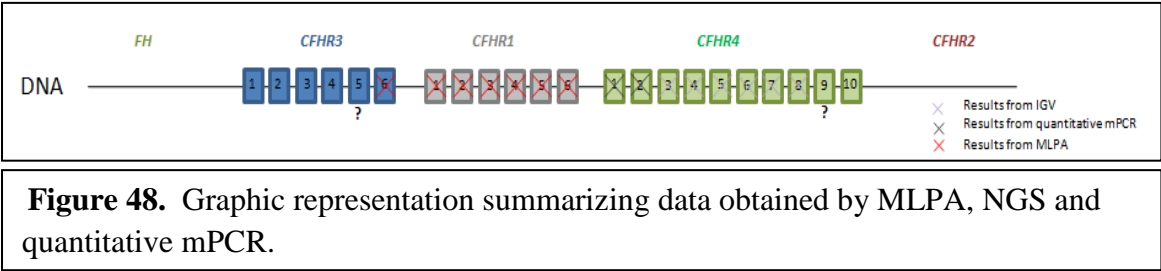 FH CFHR3 CFHR1 CFHR4 CFHR2
DNA 1 2 3 4 5 6 1 2 3 4 5 6 1 2 3 4 5 6 7 8 9 10
? ?
Results from IGV
Results from quantitative mPCR
Results from MLPA
Figure 48. Graphic representation summarizing data obtained by MLPA, NGS and
quantitative mPCR.